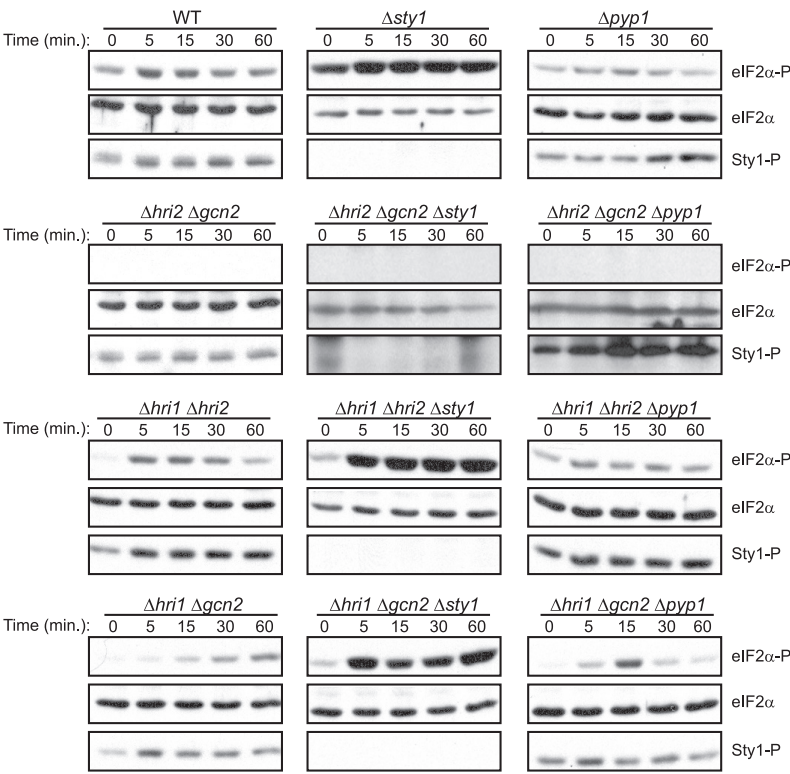 WT Δsty1 Δpyp1
Time (min.): 0 5 15 30 60 0 5 15 30 60 0 5 15 30 60
eIF2α-P
eIF2α
Sty1-P
Δhri2 Δgcn2 Δhri2 Δgcn2 Δsty1 Δhri2 Δgcn2 Δpyp1
Time (min.): 0 5 15 30 60 0 5 15 30 60 0 5 15 30 60
eIF2α-P
eIF2α
Sty1-P
Δhri1 Δhri2 Δhri1 Δhri2 Δsty1 Δhri1 Δhri2 Δpyp1
Time (min.): 0 5 15 30 60 0 5 15 30 60 0 5 15 30 60
eIF2α-P
eIF2α
Sty1-P
Δhri1 Δgcn2 Δhri1 Δgcn2 Δsty1 Δhri1 Δgcn2 Δpyp1
Time (min.): 0 5 15 30 60 0 5 15 30 60 0 5 15 30 60
eIF2α-P
eIF2α
Sty1-P